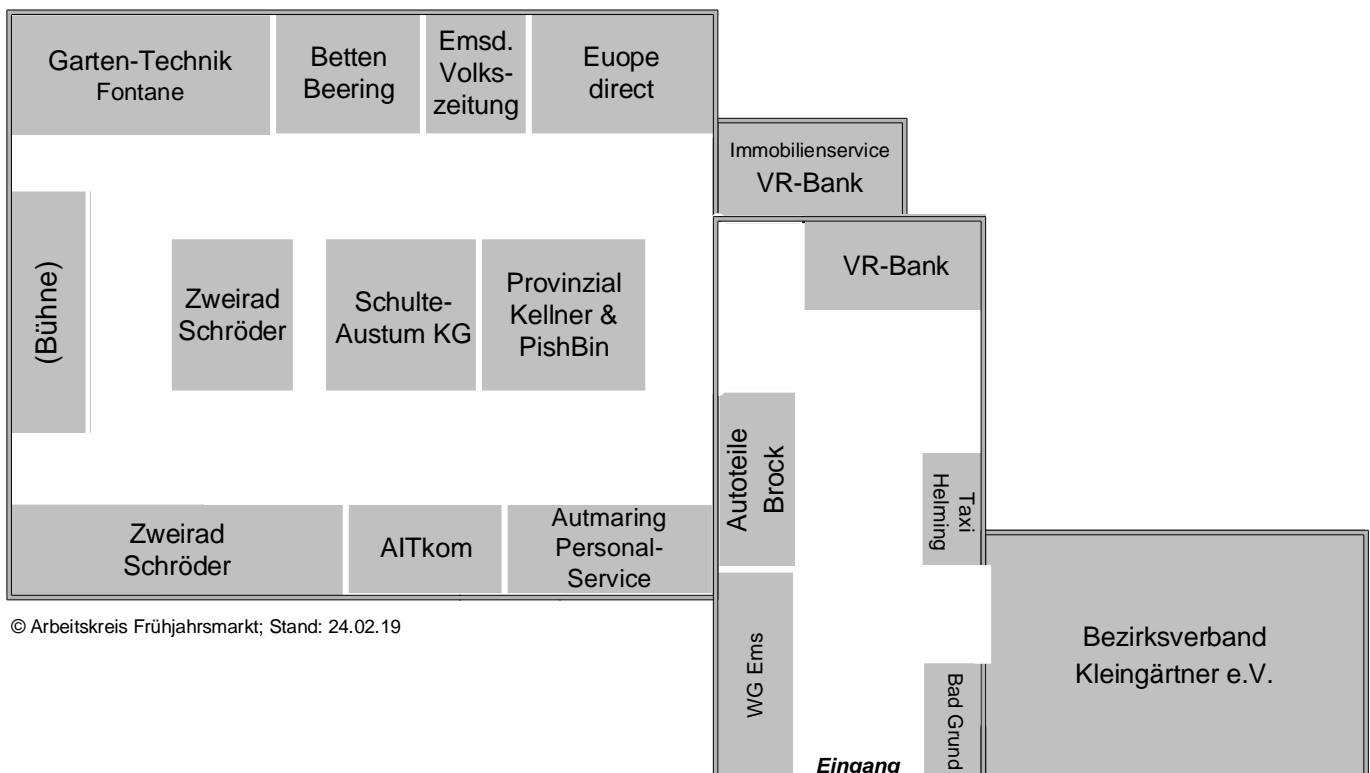 Garten-Technik
Fontane
Betten
Beering
Emsd.
Volks-
zeitung
Euope
direct
Immobilienservice
VR-Bank
VR-Bank
(Bühne)
Zweirad
Schröder
Schulte-
Austum KG
Provinzial
Kellner &
PishBin
Autoteile
Brock
Taxi
Helming
Zweirad
Schröder
AITkom
Autmaring
Personal-
Service
© Arbeitskreis Frühjahrsmarkt; Stand: 24.02.19
WG Ems
Bad Grund
Bezirksverband
Kleingärtner e.V.
Eingang